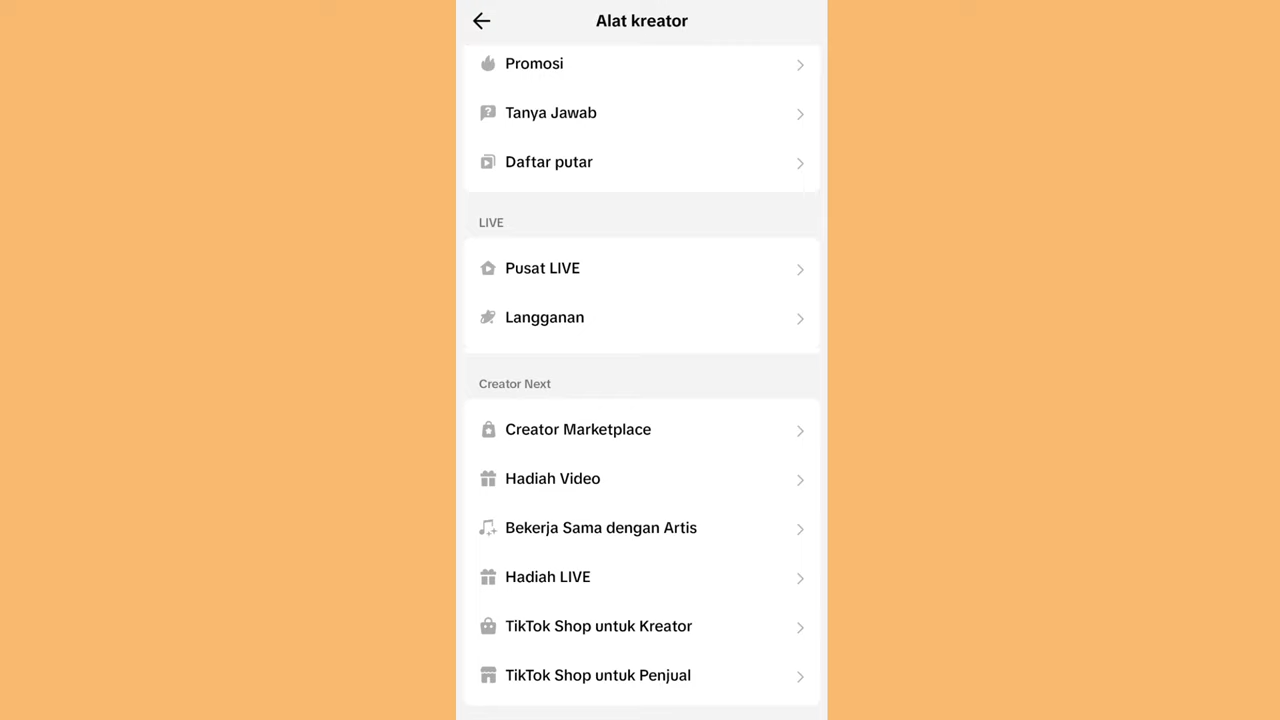 Alat kreator
Promosi
Tanya Jawab
Daftar putar
LIVE
Pusat LIVE
Langganan
Creator Next
Creator Marketplace
Hadiah Video
Bekerja Sama dengan Artis
Hadiah LIVE
TikTok Shop untuk Kreator
TikTok Shop untuk Penjual